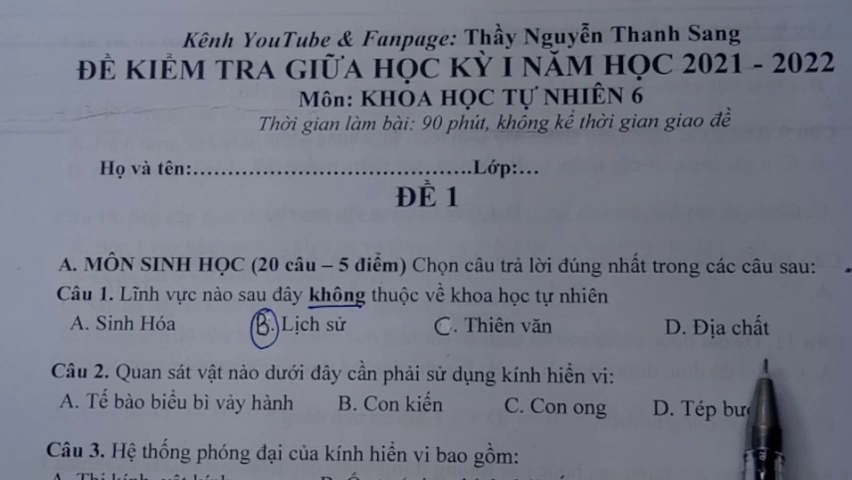 Kênh YouTube & Fanpage: Thầy Nguyễn Thanh Sang
ĐỀ KIỂM TRA GIỮA HỌC KỲ I NĂM HỌC 2021 - 2022
Môn: KHOA HỌC TỰ NHIÊN 6
Thời gian làm bài: 90 phút, không kể thời gian giao đề
Họ và tên:..........................................Lớp:...
ĐỀ 1
A. MÔN SINH HỌC (20 câu – 5 điểm) Chọn câu trả lời đúng nhất trong các câu sau:
Câu 1. Lĩnh vực nào sau đây không thuộc về khoa học tự nhiên
A. Sinh Hóa B. Lịch sử C. Thiên văn D. Địa chất
Câu 2. Quan sát vật nào dưới đây cần phải sử dụng kính hiển vi:
A. Tế bào biểu bì vảy hành B. Con kiến C. Con ong D. Tép
Câu 3. Hệ thống phóng đại của kính hiển vi bao gồm: